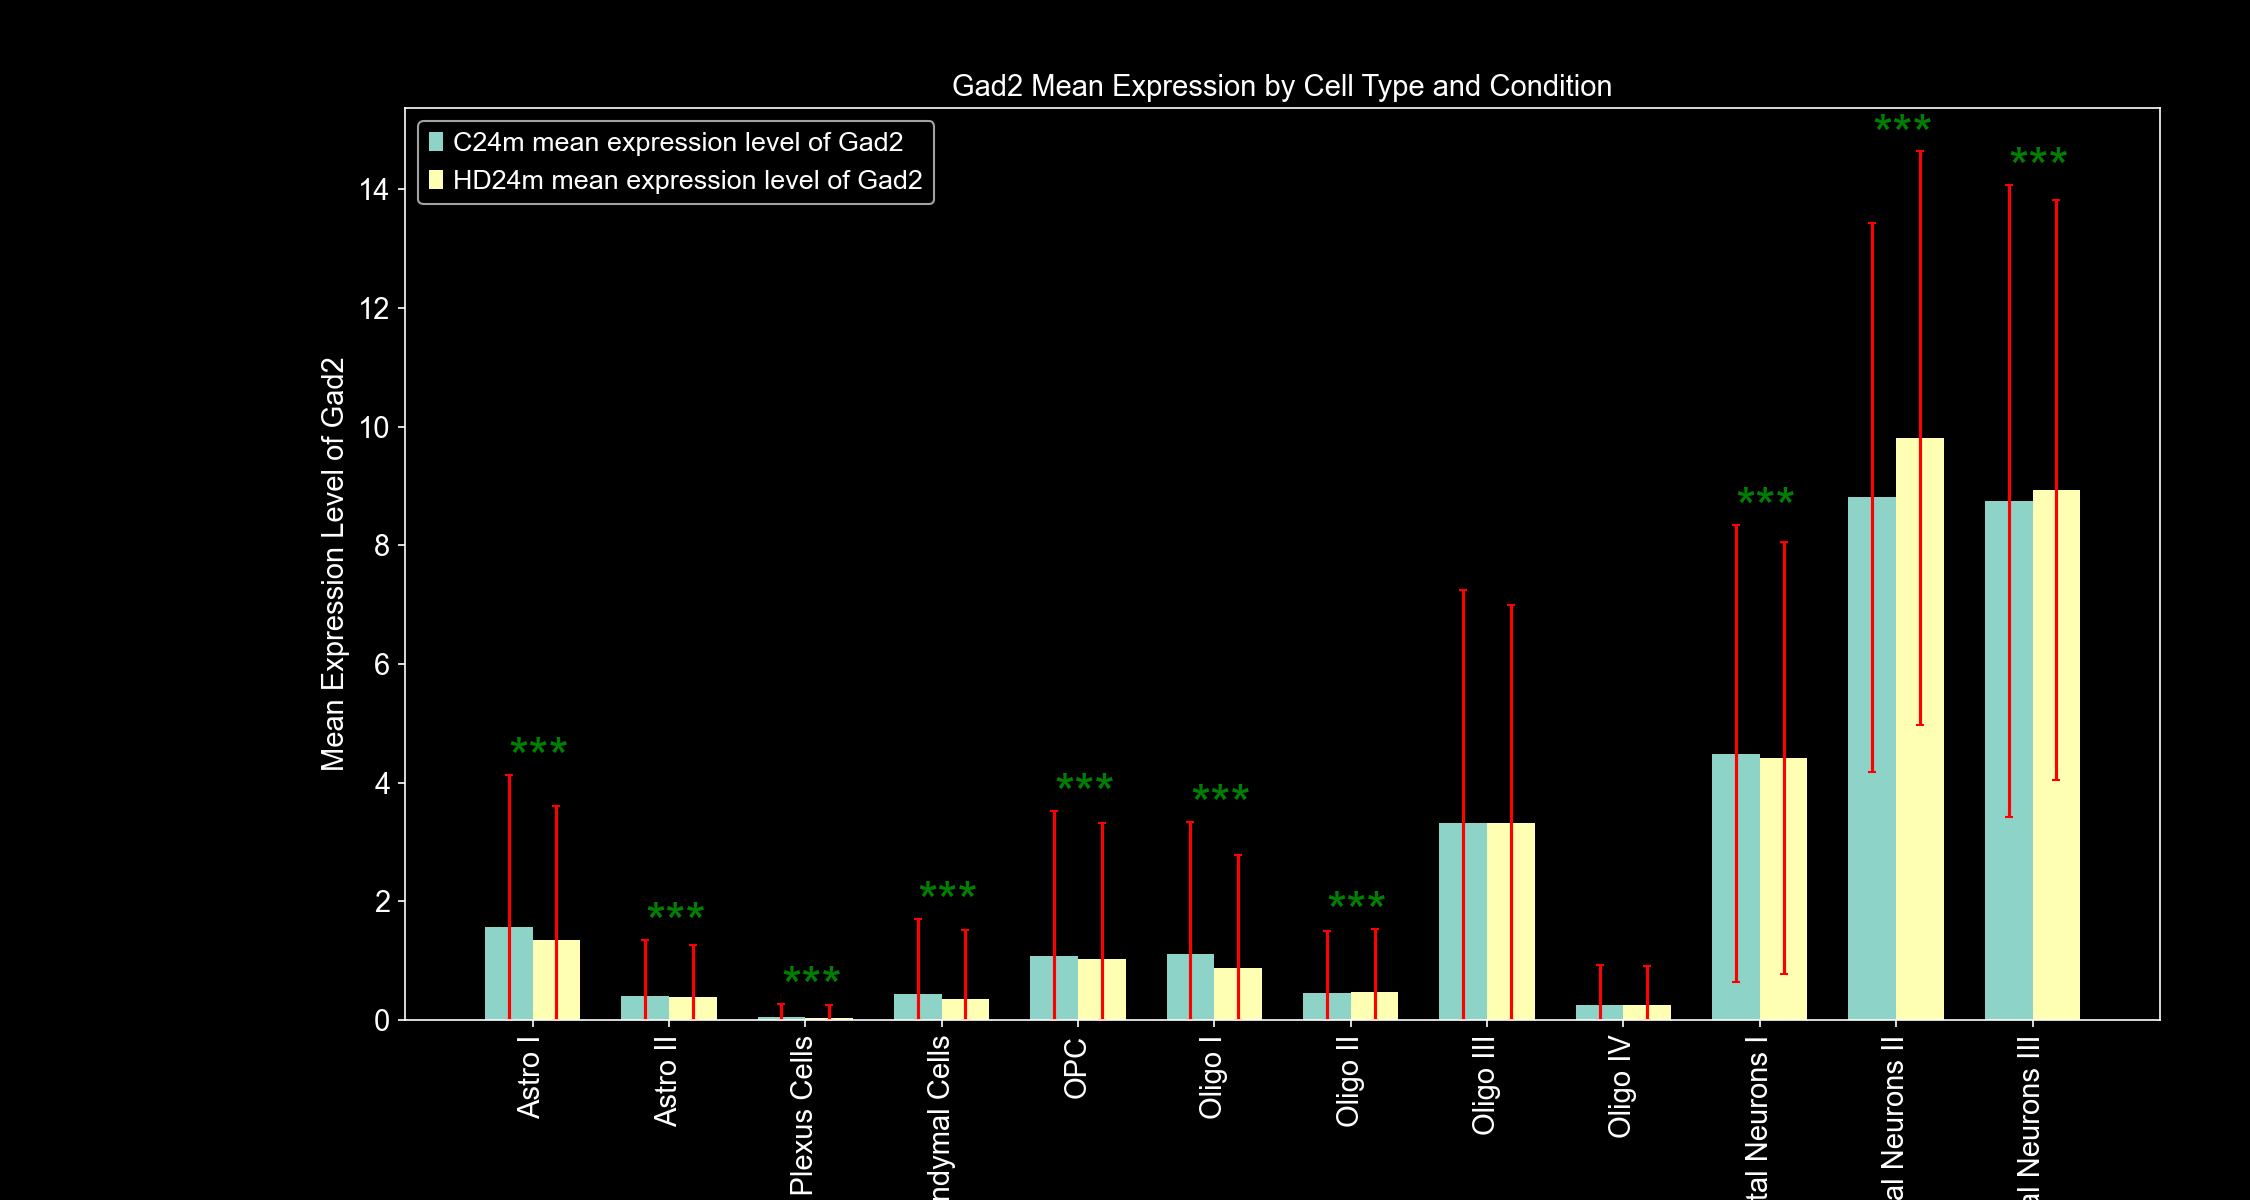 Gad2 Mean Expression by Cell Type and Condition
C24m mean expression level of Gad2
HD24m mean expression level of Gad2
Mean Expression Level of Gad2
14
12
10
8
6
4
2
0
***
***
***
***
***
***
***
***
***
***
Astro I
Astro II
Plexus Cells
ndymal Cells
OPC
Oligo I
Oligo II
Oligo III
Oligo IV
tal Neurons I
al Neurons II
al Neurons III